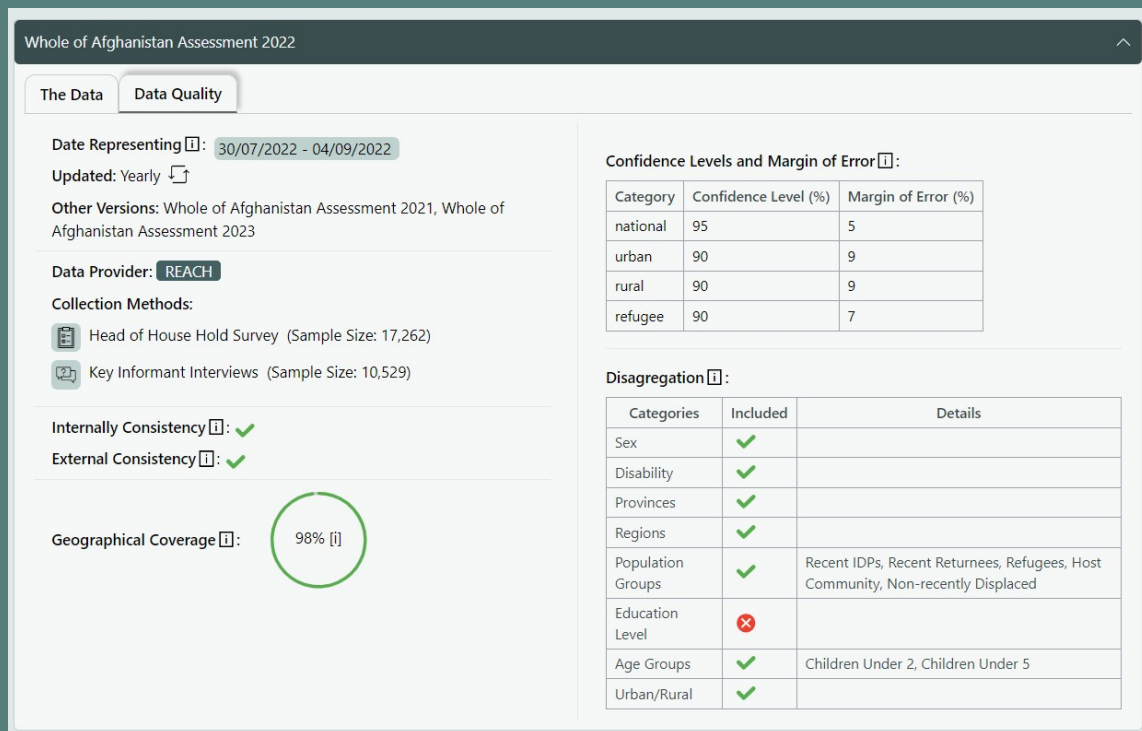 Whole of Afghanistan Assessment 2022
The Data
Data Quality
Date Representing [i]: 30/07/2022 - 04/09/2022
Updated: Yearly
Other Versions: Whole of Afghanistan Assessment 2021, Whole of
Afghanistan Assessment 2023
Data Provider: REACH
Collection Methods:
Head of House Hold Survey (Sample Size: 17,262)
Key Informant Interviews (Sample Size: 10,529)
Internally Consistency [i]:
External Consistency [i]:
Geographical Coverage [i]: 98% [i]
Confidence Levels and Margin of Error [i]:
Category Confidence Level (%) Margin of Error (%)
national 95 5
urban 90 9
rural 90 9
refugee 90 7
Disagregation [i]:
Categories Included Details
Sex
Disability
Provinces
Regions
Population
Groups
Recent IDPs, Recent Returnees, Refugees, Host
Community, Non-recently Displaced
Education
Level
Age Groups Children Under 2, Children Under 5
Urban/Rural